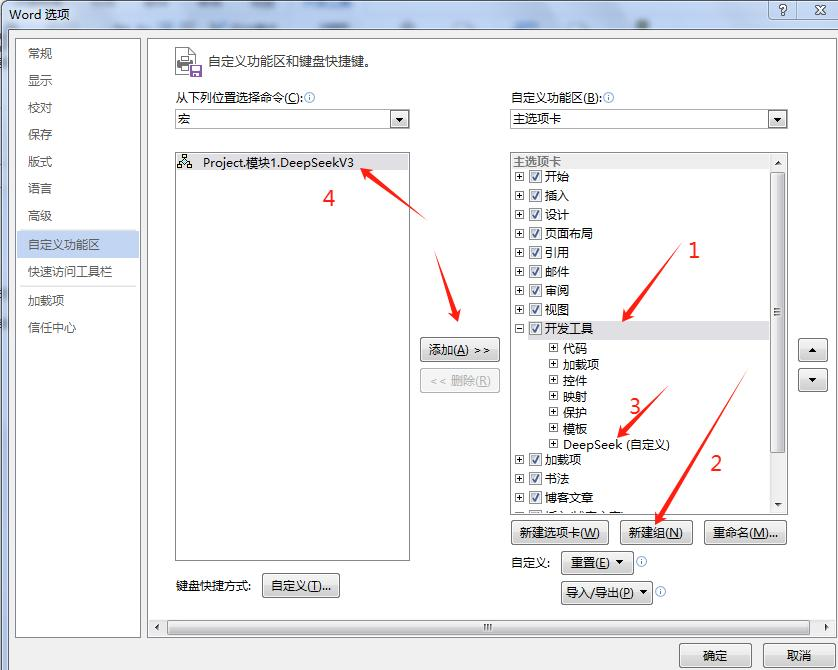 Word 选项
常规
显示
校对
保存
版式
语言
高级
自定义功能区
快速访问工具栏
加载项
信任中心
自定义功能区和键盘快捷键。
从下列位置选择命令(C):
宏
Project.模块1.DeepSeekV3
4
添加(A) >>
<< 删除(R)
键盘快捷方式: 自定义(T)...
自定义功能区(B):
主选项卡
主选项卡
开始
插入
设计
页面布局
引用
邮件
审阅
视图
开发工具
代码
加载项
控件
映射
保护
模板
DeepSeek (自定义)
加载项
书法
博客文章
1
3
2
新建选项卡(W) 新建组(N) 重命名(M)...
自定义: 重置(E)
导入/导出(P)
确定 取消